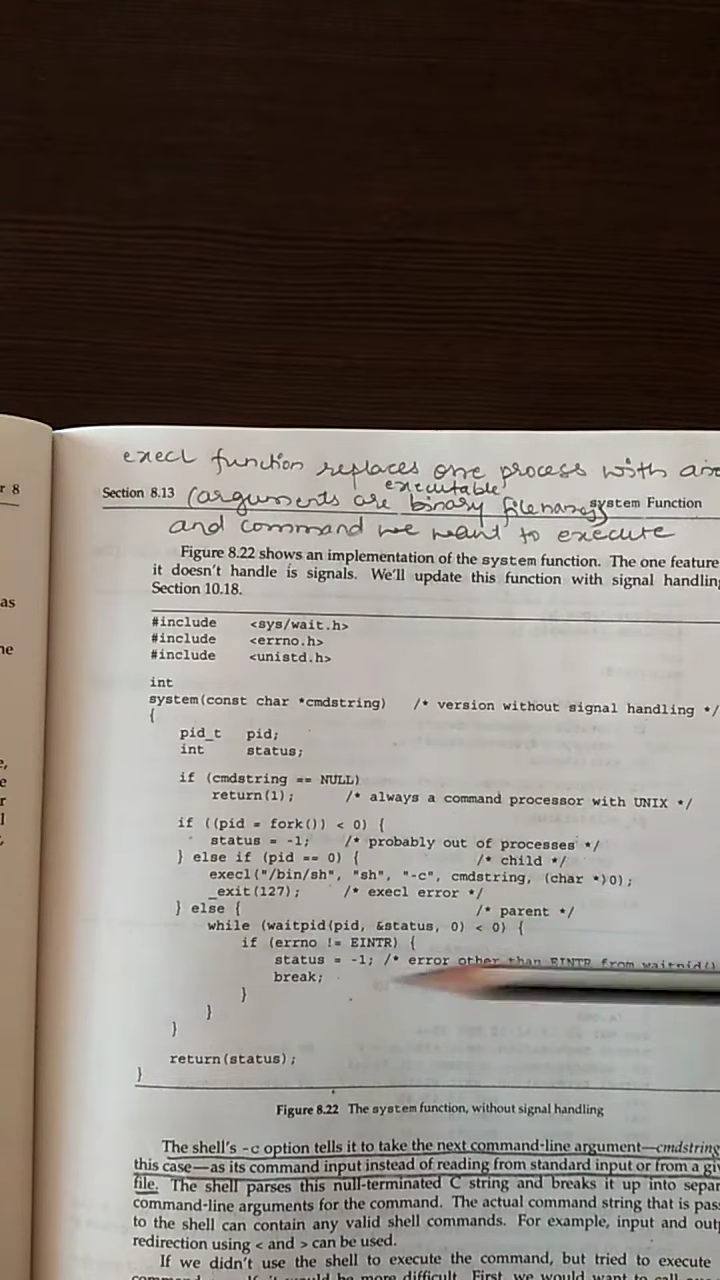 execl function replaces one process with
r 8
Section 8.13 (arguments are binary filenames system Function
executable
and command we want to execute
Figure 8.22 shows an implementation of the system function. The one feature
it doesn't handle is signals. We'll update this function with signal handling
Section 10.18.
as
#include <sys/wait.h>
#include <errno.h>
#include <unistd.h>
int
system(const char *cmdstring) /* version without signal handling */
{
pid_t pid;
int status;
if (cmdstring == NULL)
return(1); /* always a command processor with UNIX */
if ((pid = fork()) < 0) {
status = -1; /* probably out of processes */
} else if (pid == 0) { /* child */
execl("/bin/sh", "sh", "-c", cmdstring, (char *)0);
_exit(127); /* execl error */
} else { /* parent */
while (waitpid(pid, &status, 0) < 0) {
if (errno != EINTR) {
status = -1; /* error other than EINTR from waitpid()
break;
}
}
}
return(status);
}
Figure 8.22 The system function, without signal handling
The shell's -c option tells it to take the next command-line argument—cmdstring
this case—as its command input instead of reading from standard input or from a gi
file. The shell parses this null-terminated C string and breaks it up into separ
command-line arguments for the command. The actual command string that is pas
to the shell can contain any valid shell commands. For example, input and out
redirection using < and > can be used.
If we didn't use the shell to execute the command, but tried to execute